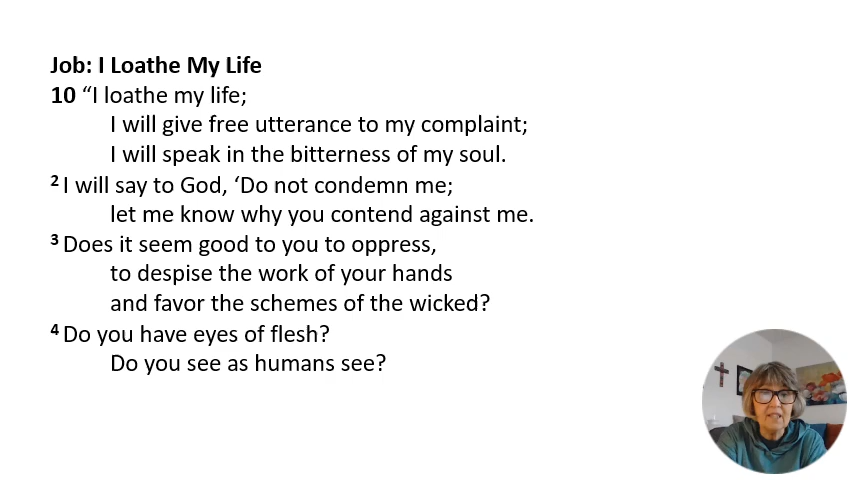 Job: I Loathe My Life
10 “I loathe my life;
I will give free utterance to my complaint;
I will speak in the bitterness of my soul.
2 I will say to God, ‘Do not condemn me;
let me know why you contend against me.
3 Does it seem good to you to oppress,
to despise the work of your hands
and favor the schemes of the wicked?
4 Do you have eyes of flesh?
Do you see as humans see?